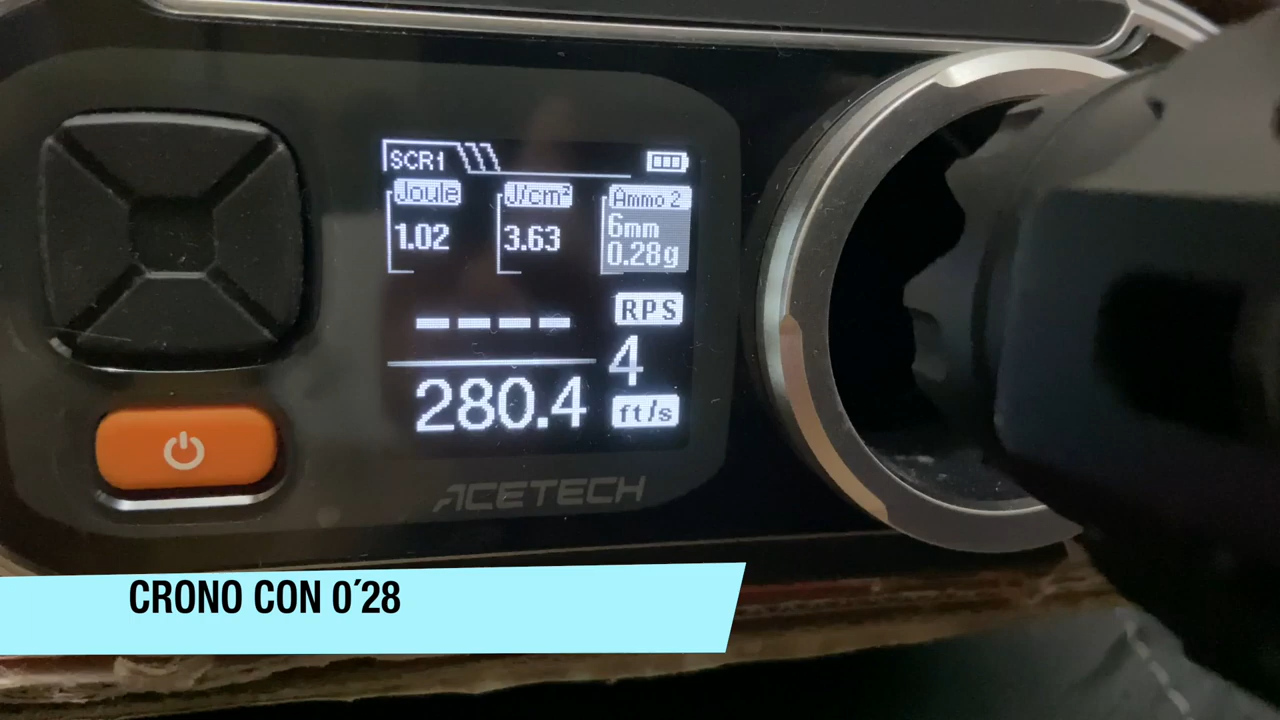 SCR1
Joule J/cm² Ammo 2
1.02 3.63 6mm
0.28g
RPS
---- 4
280.4 ft/s
ACETECH
CRONO CON 0´28